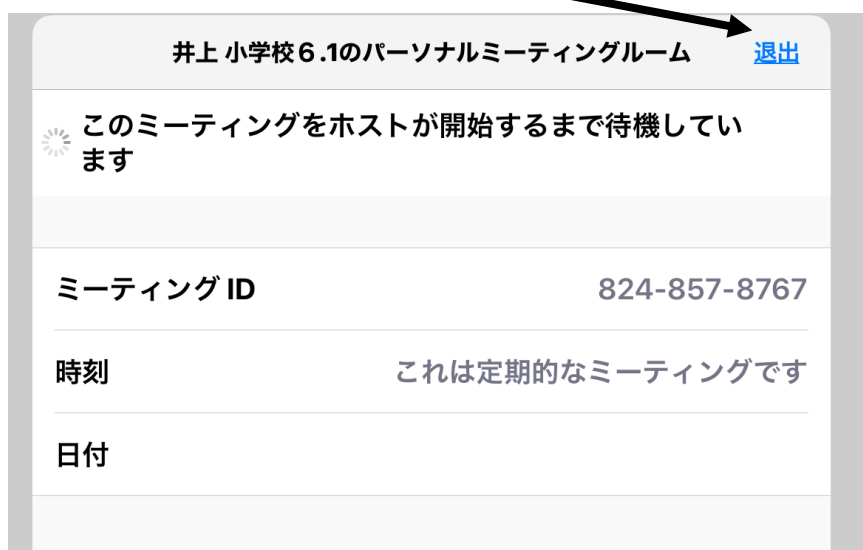 井上 小学校６.1のパーソナルミーティングルーム 退出
このミーティングをホストが開始するまで待機してい
ます
ミーティング ID 824-857-8767
時刻 これは定期的なミーティングです
日付